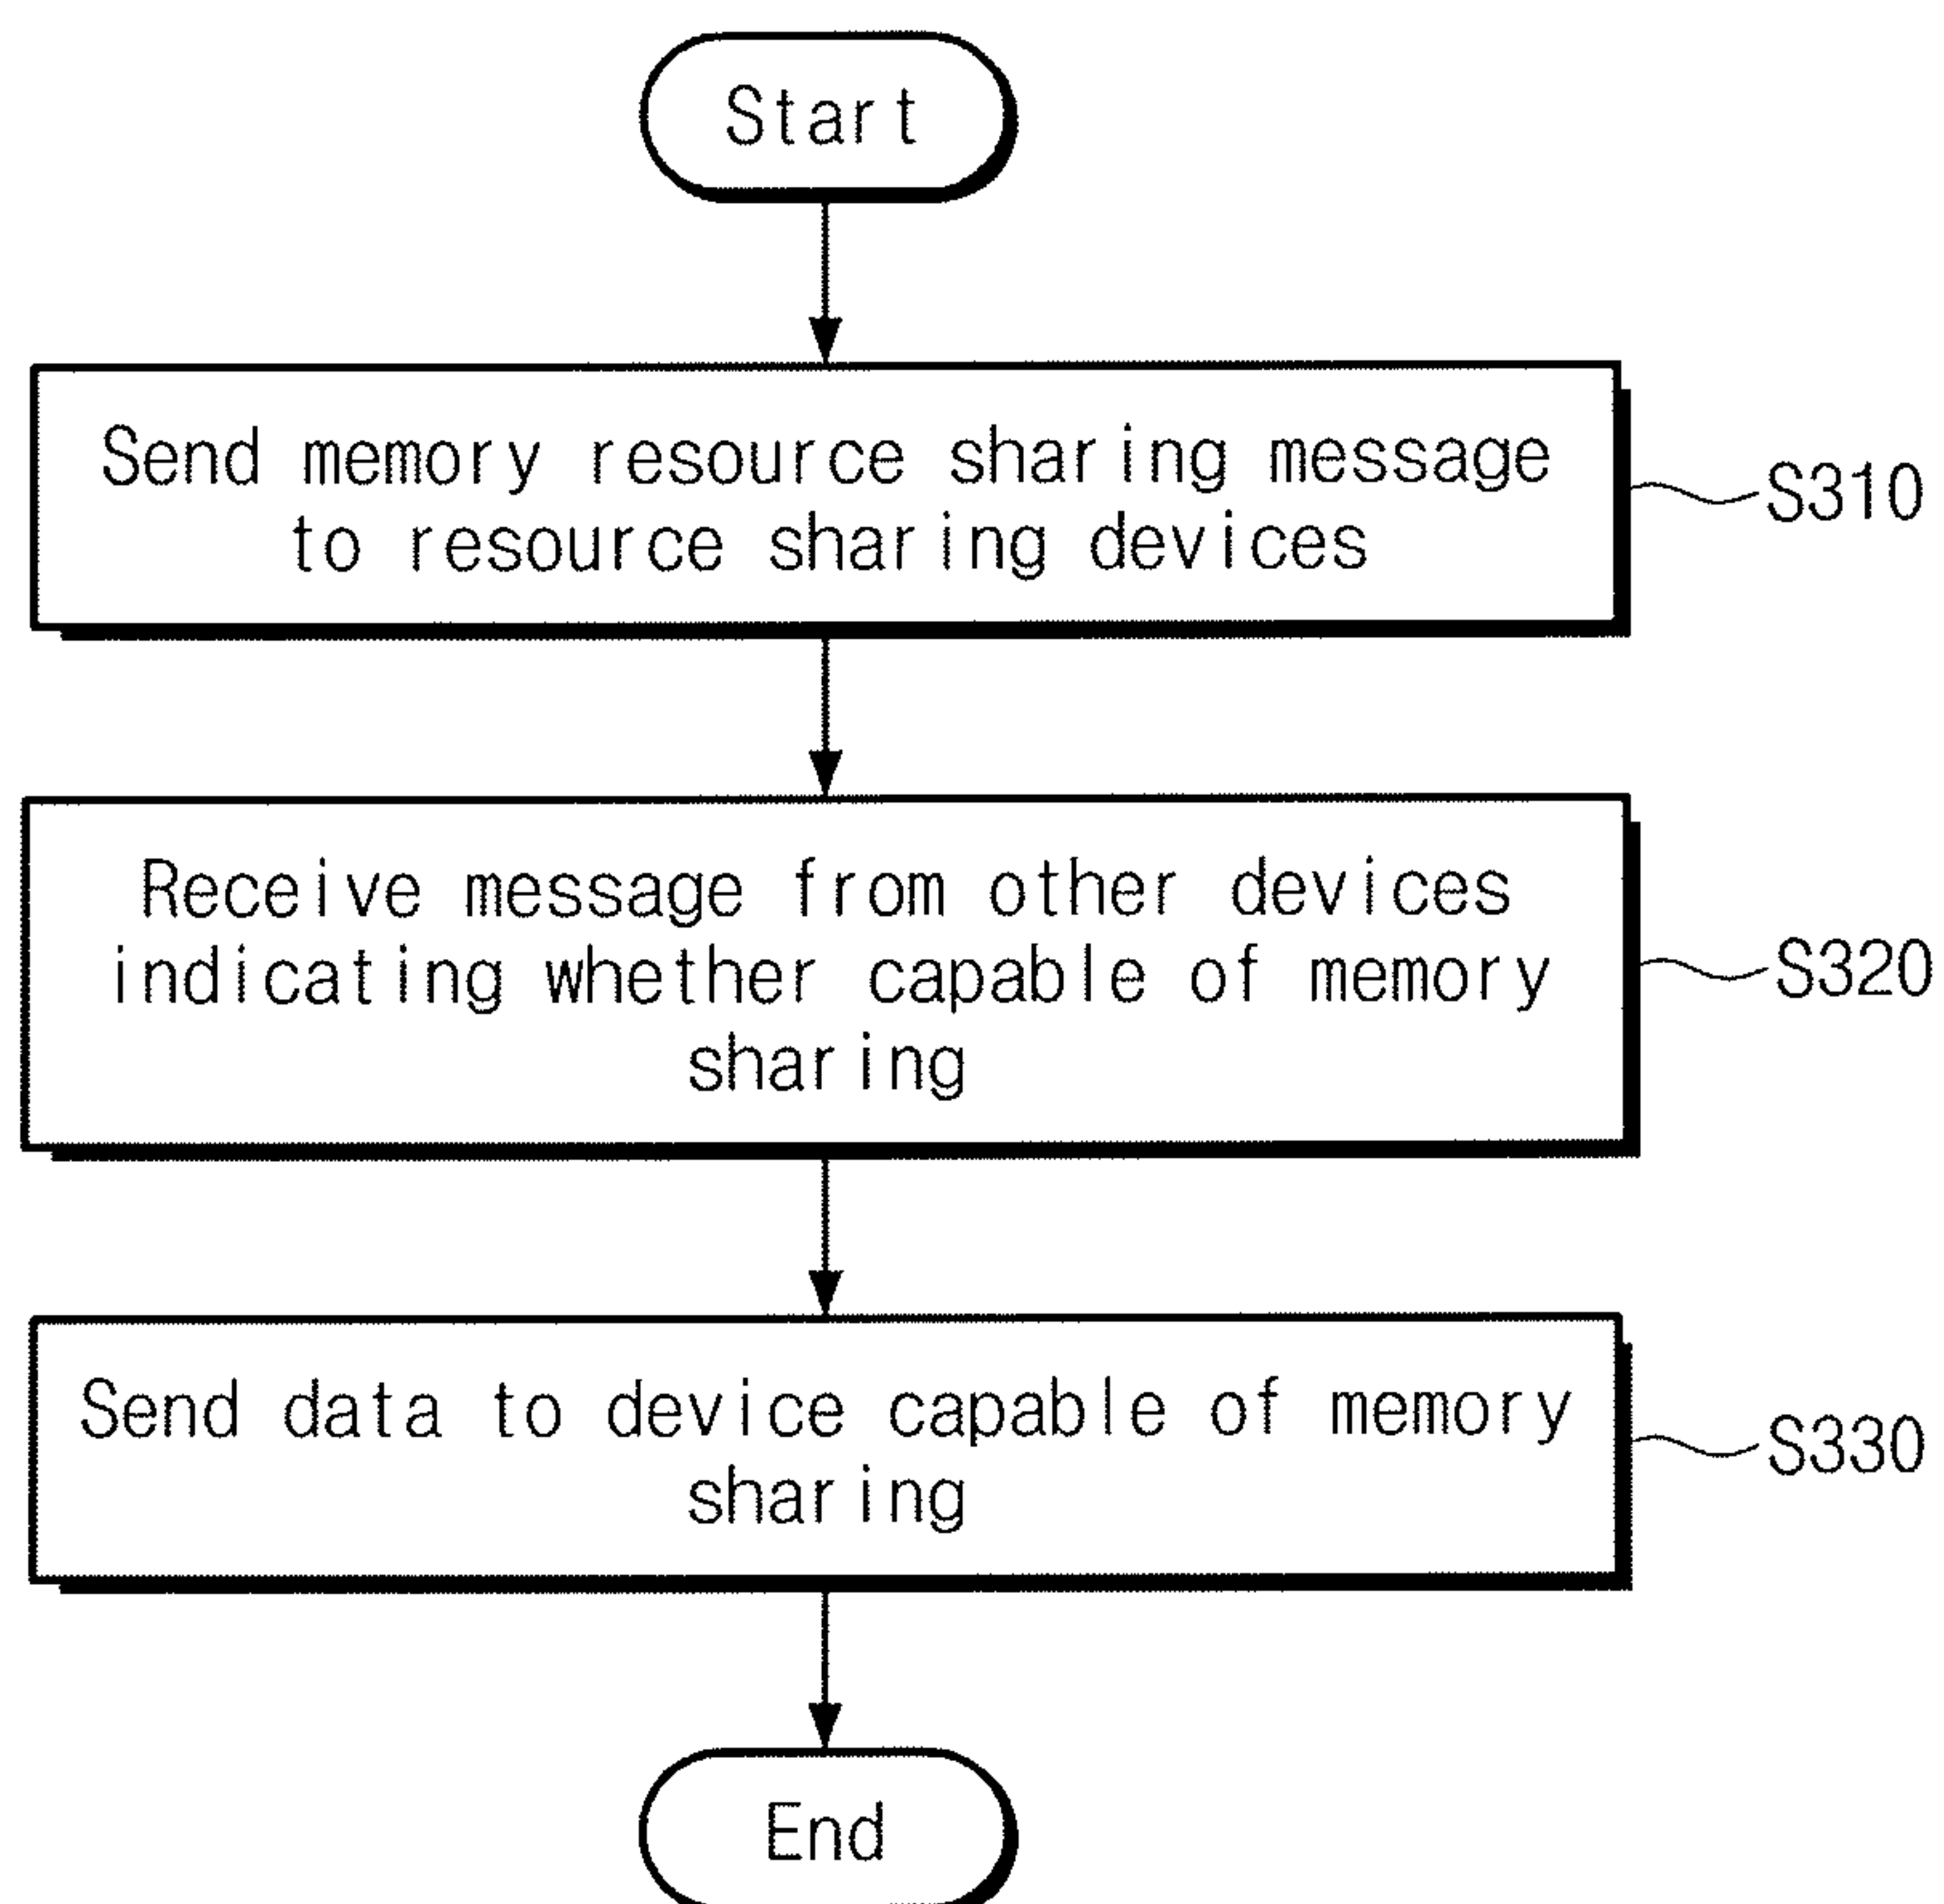 Start
Send memory resource sharing message
to resource sharing devices
S310
Receive message from other devices
indicating whether capable of memory
sharing
S320
Send data to device capable of memory
sharing
S330
End